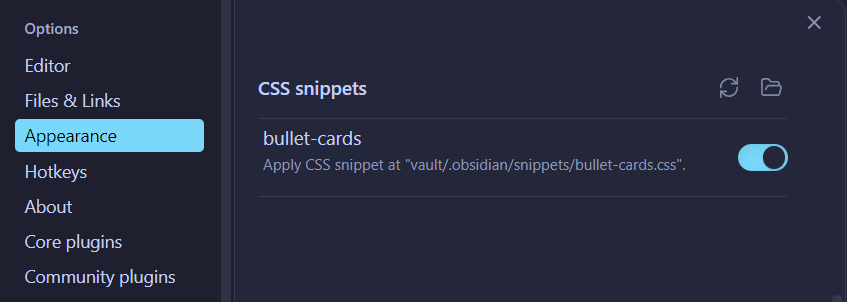 Options
Editor
Files & Links
Appearance
Hotkeys
About
Core plugins
Community plugins
CSS snippets
bullet-cards
Apply CSS snippet at "vault/.obsidian/snippets/bullet-cards.css".